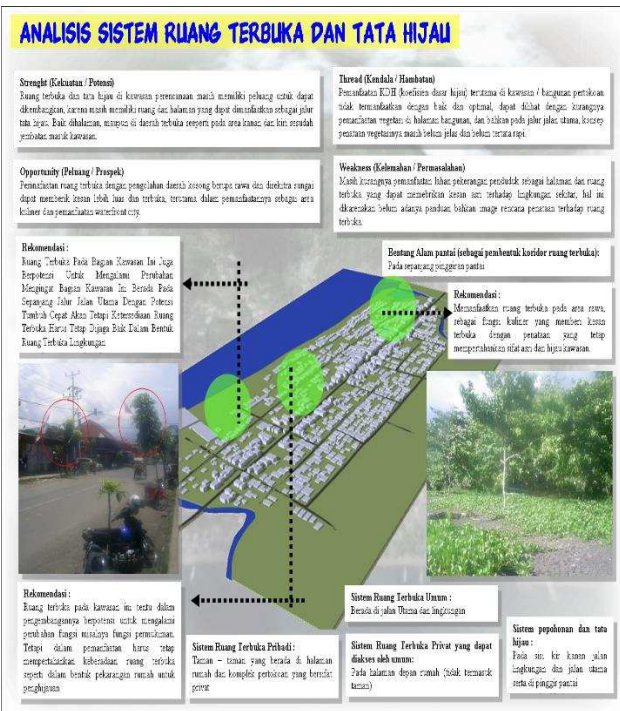 ANALISIS SISTEM RUANG TERBUKA DAN TATA HIJAU
Strenght (Kekuatan / Potensi)
Ruang terbuka dan tata hijau di kawasan perencanaan masih memiliki peluang untuk dapat
dikembangkan, karena masih memiliki ruang dan halaman yang dapat dimanfaatkan sebagai jalur
tata hijau. Baik dihalaman, maupun di daerah terbuka seeperti pada area kanan dan kiri sesudah
jembatan masuk kawasan.
Thread (Kendala / Hambatan)
Pemanfaatan KDH (koefisien dasar hijau) terutama di kawasan / bangunan pertokoan
tidak termanfaatkan dengan baik dan optimal, dapat dilihat dengan kurangnya
pemanfaatan vegetasi di halaman bangunan, dan bahkan pada jalur jalan utama, konsep
penataan vegetasinya masih belum jelas dan belum tertata rapi.
Opportunity (Peluang / Prospek)
Pemanfaatan ruang terbuka dengan pengolahan daerah kosong berupa rawa dan disekitra sungai
dapat memberik kesan lebih luas dan terbuka, terutama dalam pemanfaatannya sebagai area
kuliner dan pemanfaatan waterfront city.
Weakness (Kelemahan / Permasalahan)
Masih kurangnya pemanfaatan lahan pekarangan penduduk sebagai halaman dan ruang
terbuka yang dapat memebrikan kesan asri terhadap lingkungan sekitar, hal ini
dikarenakan belum adanya panduan bahkan image rencana penataan terhadap ruang
terbuka.
Rekomendasi :
Ruang Terbuka Pada Bagian Kawasan Ini Juga
Berpotensi Untuk Mengalami Perubahan
Mengingat Bagian Kawasan Ini Berada Pada
Sepanjang Jalur Jalan Utama Dengan Potensi
Tumbuh Cepat Akan Tetapi Ketersediaan Ruang
Terbuka Harus Tetap Dijaga Baik Dalam Bentuk
Ruang Terbuka Lingkungan
Bentang Alam pantai (sebagai pembentuk koridor ruang terbuka):
Pada sepanjang pinggiran pantai
Rekomendasi :
Memanfaatkan ruang terbuka pada area rawa,
sebagai fungsi kuliner yang memberi kesan
terbuka dengan penataan yang tetap
mempertahankan sifat asri dan hijau kawasan.
Rekomendasi :
Ruang terbuka pada kawasan ini tentu dalam
pengembangannya berpotensi untuk mengalami
perubahan fungsi misalnya fungsi permukiman.
Tetapi dalam pemanfaatan harus tetap
mempertahankan keberadaan ruang terbuka
seperti dalam bentuk pekarangan rumah untuk
penghijauan
Sistem Ruang Terbuka Pribadi :
Taman – taman yang berada di halaman
rumah dan komplek pertokoan yang bersifat
privat
Sistem Ruang Terbuka Umum :
Berada di jalan Utama dan lingkungan
Sistem Ruang Terbuka Privat yang dapat
diakses oleh umum:
Pada halaman depan rumah (tidak termasuk
taman)
Sistem pepohonan dan tata
hijau :
Pada sisi kir kanan jalan
lingkungan dan jalan utama
serta di pinggir pantai